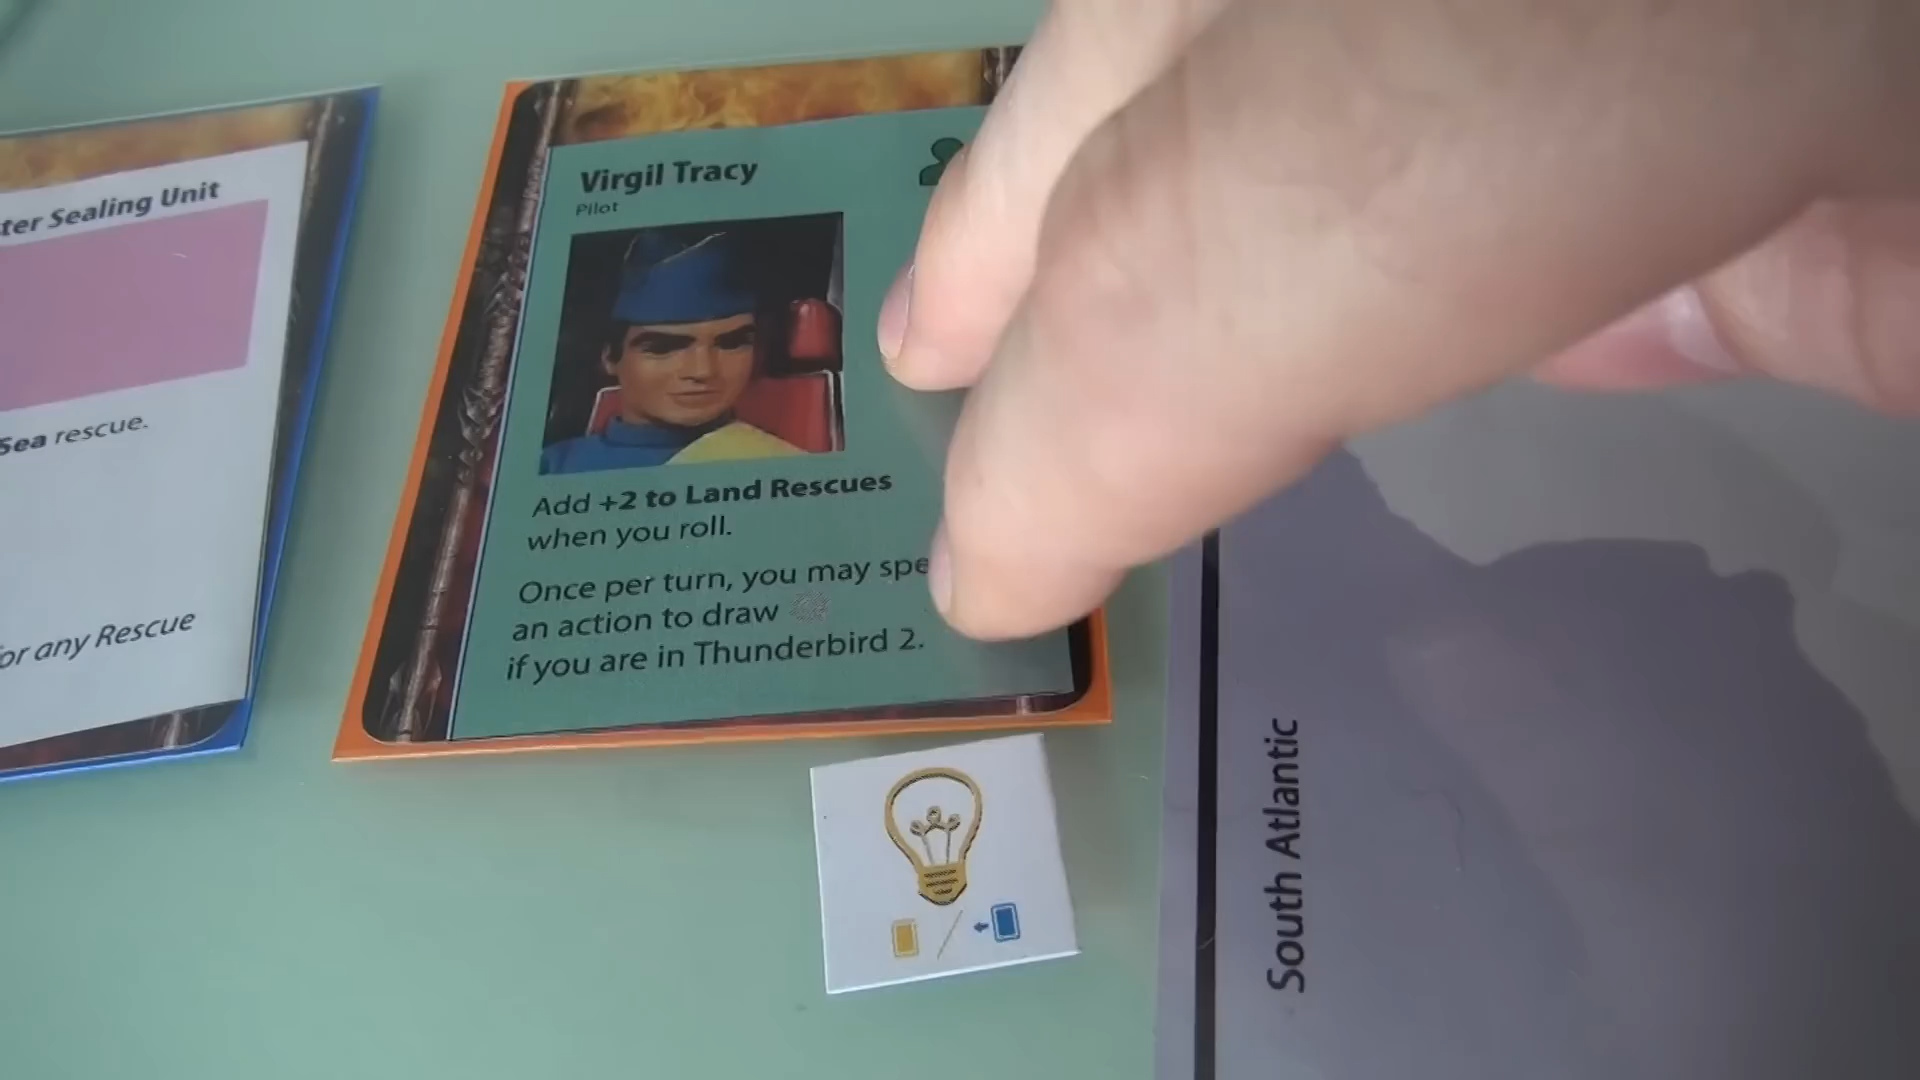 ter Sealing Unit
Sea rescue.
or any Rescue
Virgil Tracy
Pilot
Add +2 to Land Rescues
when you roll.
Once per turn, you may spe
an action to draw
if you are in Thunderbird 2.
South Atlantic